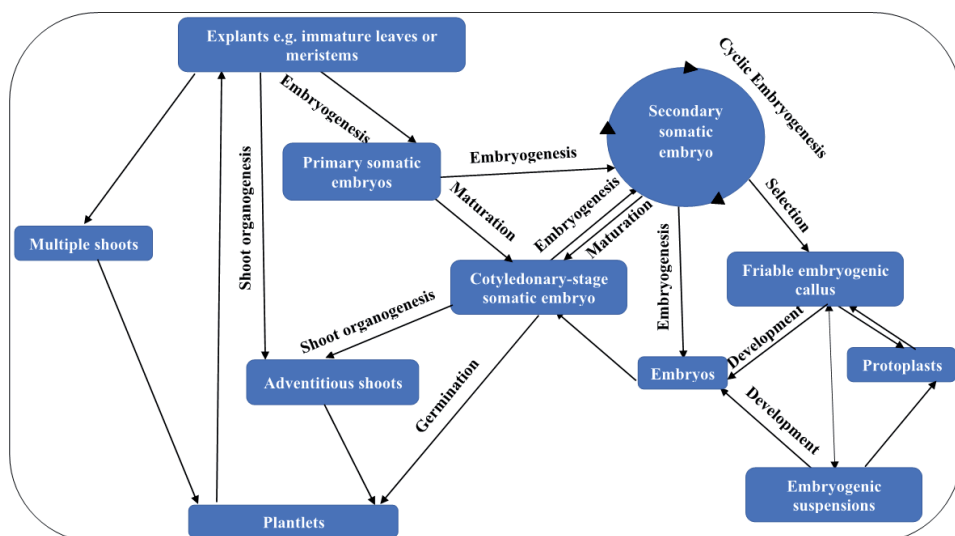 Explants e.g. immature leaves or
meristems
Cyclic Embryogenesis
Embryogenesis
Secondary
somatic
embryo
Primary somatic
embryos
Embryogenesis
Shoot organogenesis
Maturation
Embryogenesis
Maturation
Selection
Multiple shoots
Cotyledonary-stage
somatic embryo
Embryogenesis
Friable embryogenic
callus
Shoot organogenesis
Development
Adventitious shoots
Germination
Embryos
Protoplasts
Development
Embryogenic
suspensions
Plantlets